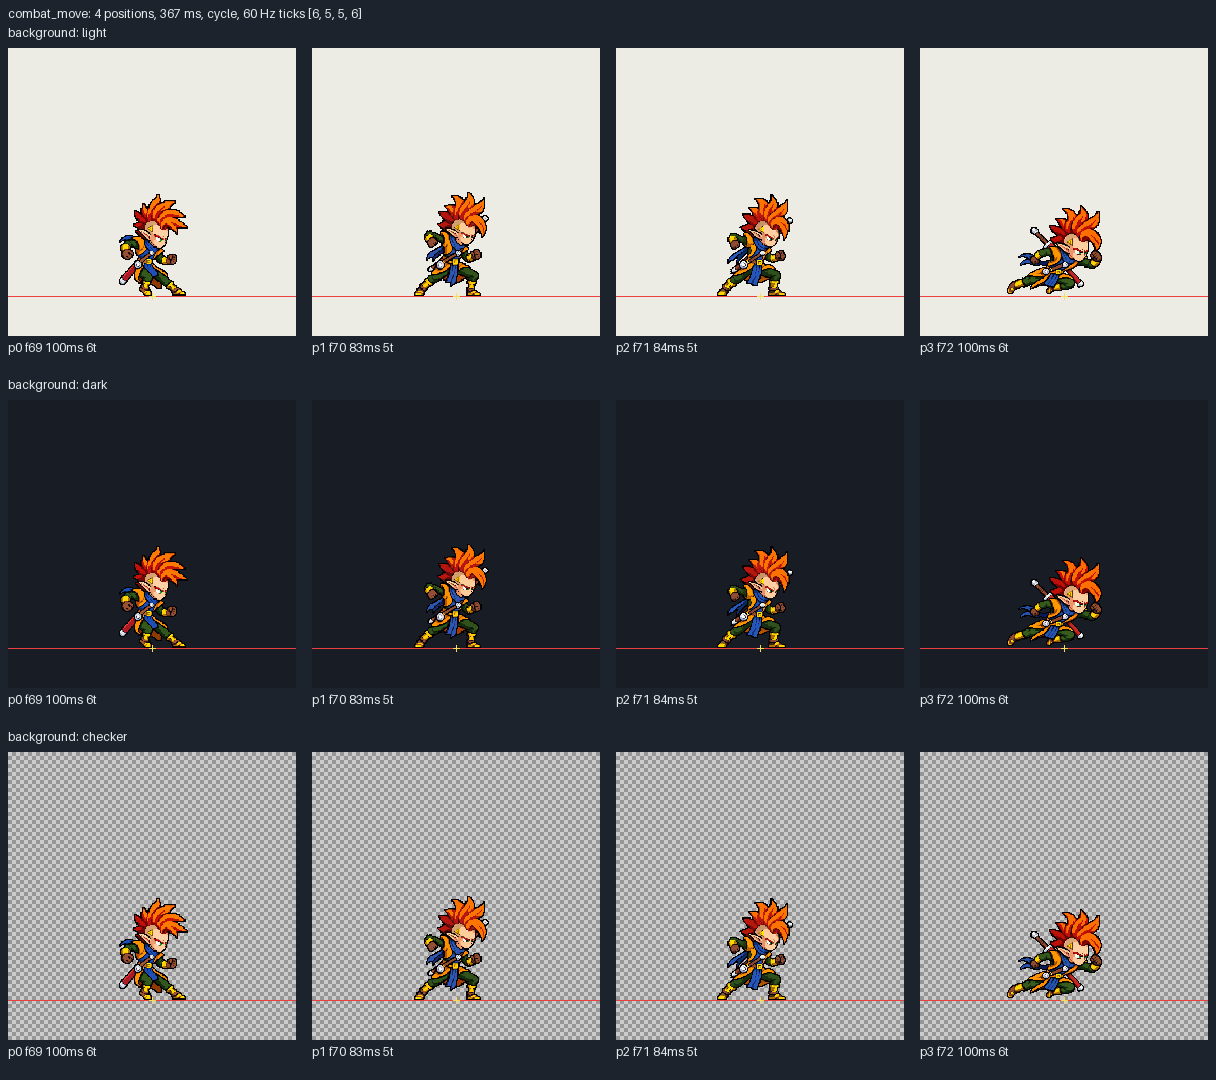 combat_move: 4 positions, 367 ms, cycle, 60 Hz ticks [6, 5, 5, 6]
background: light
p0 f69 100ms 6t
p1 f70 83ms 5t
p2 f71 84ms 5t
p3 f72 100ms 6t
background: dark
p0 f69 100ms 6t
p1 f70 83ms 5t
p2 f71 84ms 5t
p3 f72 100ms 6t
background: checker
p0 f69 100ms 6t
p1 f70 83ms 5t
p2 f71 84ms 5t
p3 f72 100ms 6t